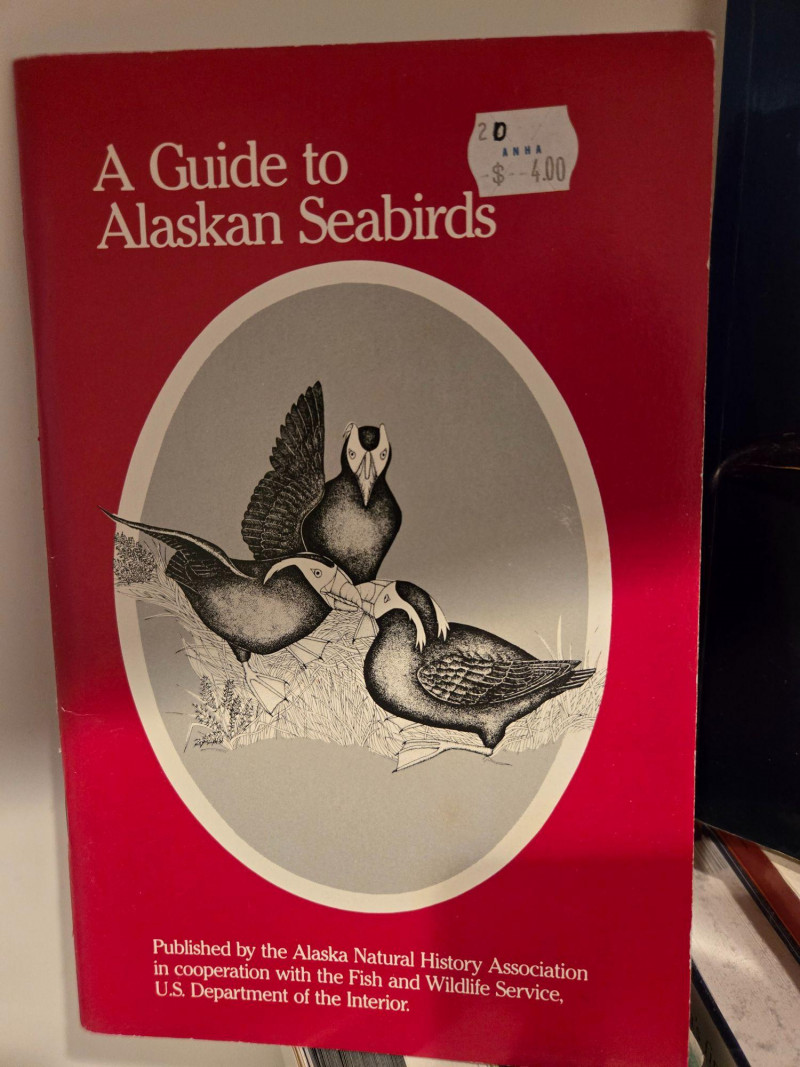 A Guide to
Alaskan Seabirds
20
ANHA
$--4.00
Published by the Alaska Natural History Association
in cooperation with the Fish and Wildlife Service,
U.S. Department of the Interior.